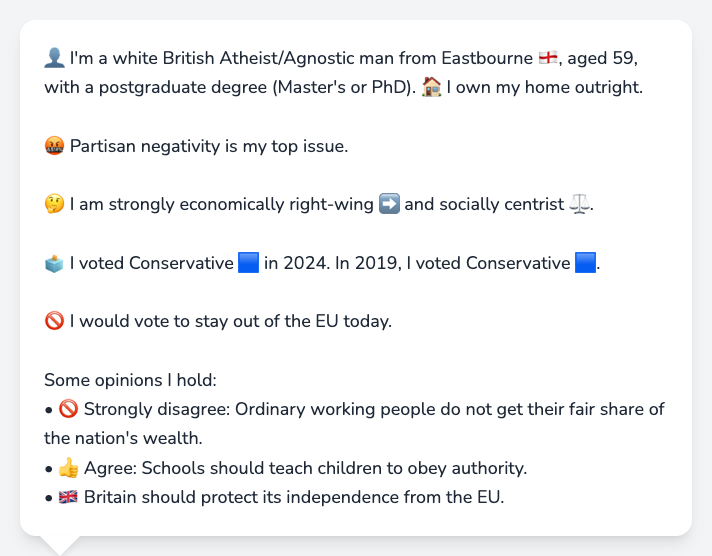 👤 I'm a white British Atheist/Agnostic man from Eastbourne 🏴󠁧󠁢󠁥󠁮󠁧󠁿, aged 59,
with a postgraduate degree (Master's or PhD). 🏠 I own my home outright.
🤬 Partisan negativity is my top issue.
🤔 I am strongly economically right-wing ➡️ and socially centrist ⚖️.
🗳️ I voted Conservative 🟦 in 2024. In 2019, I voted Conservative 🟦.
🚫 I would vote to stay out of the EU today.
Some opinions I hold:
• 🚫 Strongly disagree: Ordinary working people do not get their fair share of
the nation's wealth.
• 👍 Agree: Schools should teach children to obey authority.
• 🇬🇧 Britain should protect its independence from the EU.